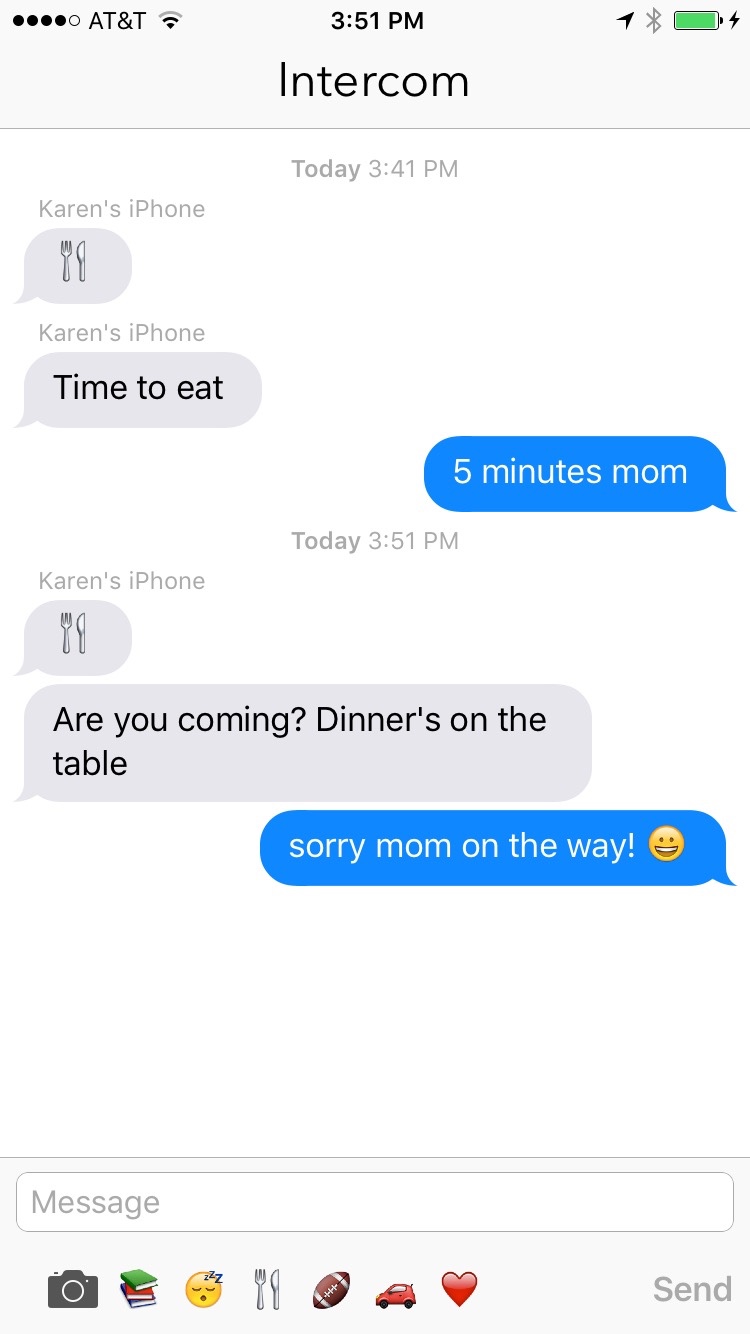 AT&T 3:51 PM
Intercom
Today 3:41 PM
Karen's iPhone
🍴
Karen's iPhone
Time to eat
5 minutes mom
Today 3:51 PM
Karen's iPhone
🍴
Are you coming? Dinner's on the
table
sorry mom on the way! 😀
Message
Send